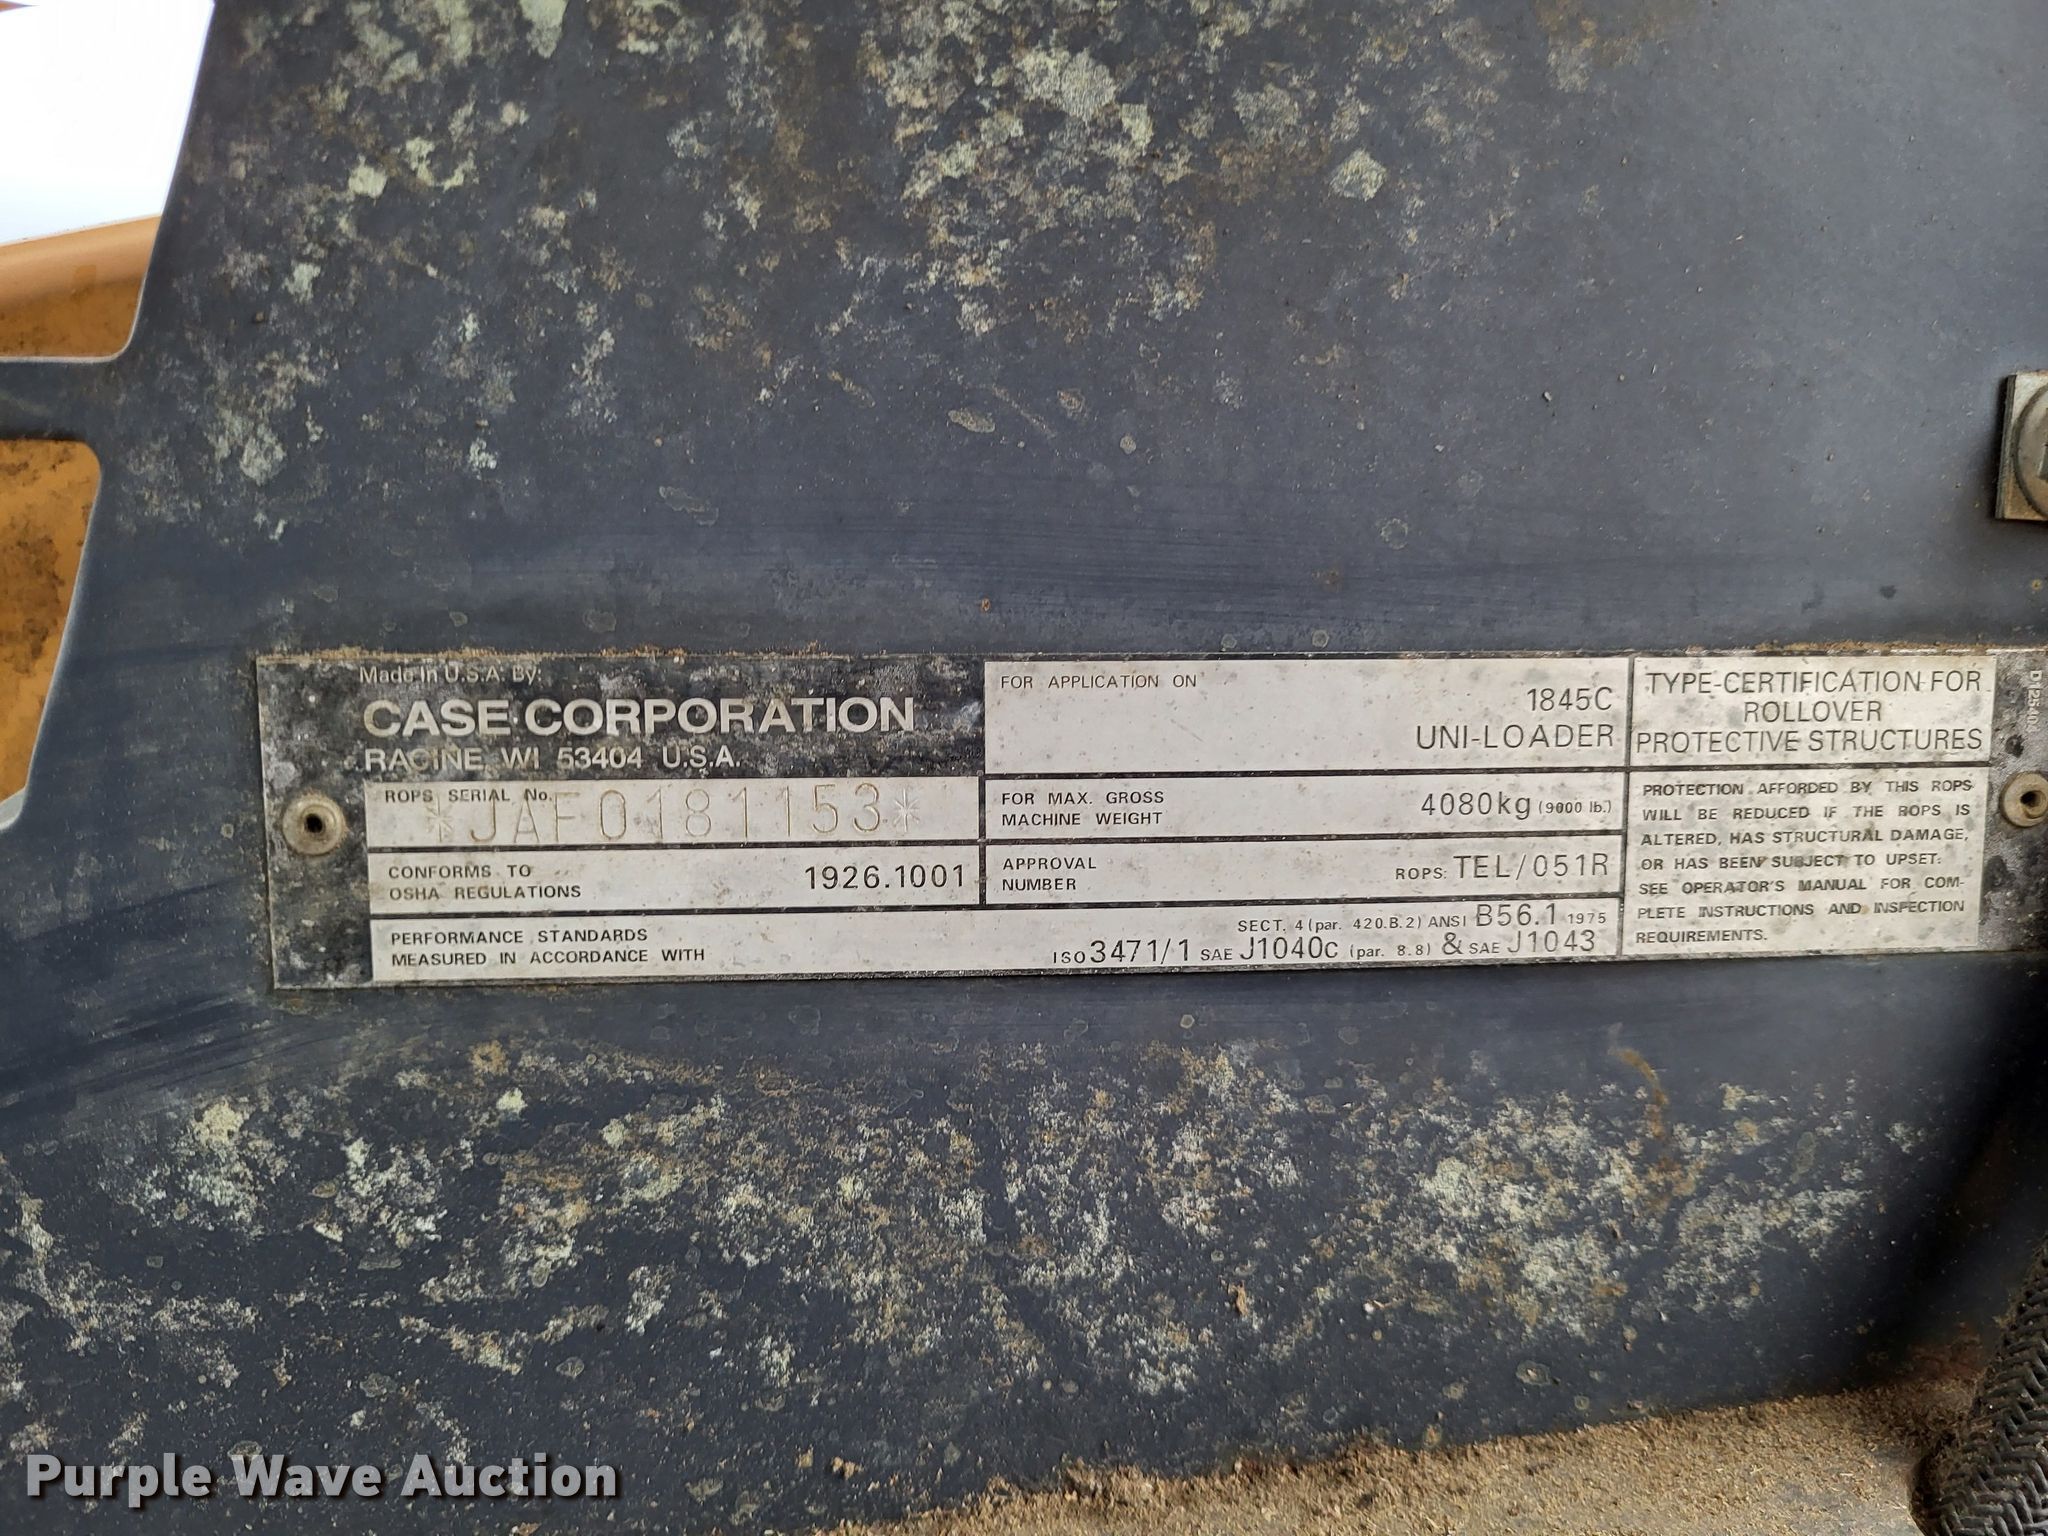 Made in U.S.A. By:
CASE CORPORATION
RACINE, WI 53404 U.S.A.
ROPS SERIAL No.
*JAF0181153*
CONFORMS TO
OSHA REGULATIONS
1926.1001
FOR APPLICATION ON
1845C
UNI-LOADER
FOR MAX. GROSS
MACHINE WEIGHT
4080kg (9000 lb.)
APPROVAL
NUMBER
ROPS: TEL/051R
PERFORMANCE STANDARDS
MEASURED IN ACCORDANCE WITH
SECT. 4 (par. 420.B.2) ANSI B56.1 1975
ISO 3471/1 SAE J1040C (par. 8.8) & SAE J1043
TYPE-CERTIFICATION FOR
ROLLOVER
PROTECTIVE STRUCTURES
PROTECTION AFFORDED BY THIS ROPS
WILL BE REDUCED IF THE ROPS IS
ALTERED, HAS STRUCTURAL DAMAGE,
OR HAS BEEN SUBJECT TO UPSET:
SEE OPERATOR'S MANUAL FOR COM-
PLETE INSTRUCTIONS AND INSPECTION
REQUIREMENTS.
Purple Wave Auction